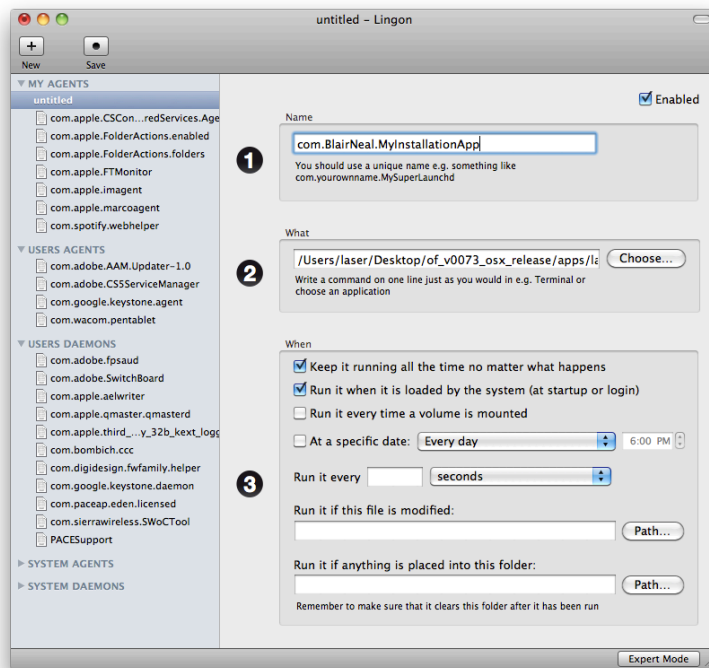 untitled – Lingon
New
Save
MY AGENTS
untitled
com.apple.CSCon...redServices.Age
com.apple.FolderActions.enabled
com.apple.FolderActions.folders
com.apple.FTMonitor
com.apple.imagent
com.apple.marcoagent
com.spotify.webhelper
USERS AGENTS
com.adobe.AAM.Updater-1.0
com.adobe.CS5ServiceManager
com.google.keystone.agent
com.wacom.pentablet
USERS DAEMONS
com.adobe.fpsaud
com.adobe.SwitchBoard
com.apple.aelwriter
com.apple.qmaster.qmasterd
com.apple.third_...y_32b_kext_logg
com.bombich.ccc
com.digidesign.fwfamily.helper
com.google.keystone.daemon
com.paceap.eden.licensed
com.sierrawireless.SWoCTool
PACESupport
SYSTEM AGENTS
SYSTEM DAEMONS
Enabled
1
Name
com.BlairNeal.MyInstallationApp
You should use a unique name e.g. something like
com.yourownname.MySuperLaunchd
2
What
/Users/laser/Desktop/of_v0073_osx_release/apps/la
Choose...
Write a command on one line just as you would in e.g. Terminal or
choose an application
3
When
Keep it running all the time no matter what happens
Run it when it is loaded by the system (at startup or login)
Run it every time a volume is mounted
At a specific date: Every day 6:00 PM
Run it every seconds
Run it if this file is modified:
Path...
Run it if anything is placed into this folder:
Path...
Remember to make sure that it clears this folder after it has been run
Expert Mode